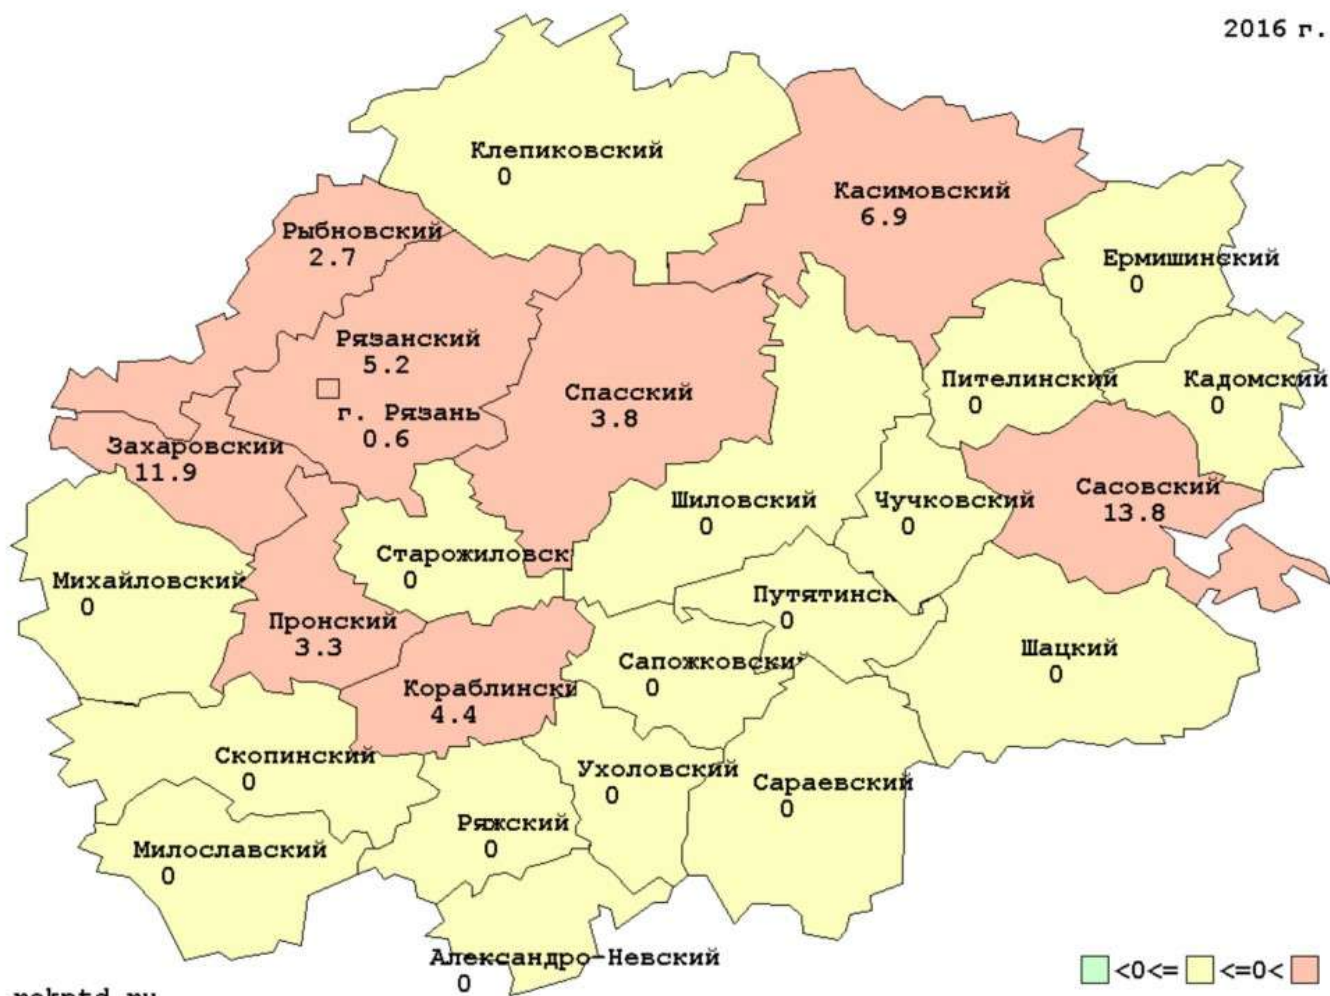 2016 г.
Клепиковский
0
Касимовский
6.9
Рыбновский
2.7
Ермишинский
0
Рязанский
5.2
г. Рязань
0.6
Спасский
3.8
Пителинский
0
Кадомский
0
Захаровский
11.9
Шиловский
0
Чучковский
0
Сасовский
13.8
Старожиловск
0
Михайловский
0
Путятинск
0
Пронский
3.3
Сапожковский
0
Шацкий
0
Кораблински
4.4
Скопинский
0
Ухоловский
0
Сараевский
0
Ряжский
0
Милославский
0
Александро-Невский
0
<0<= <=0<